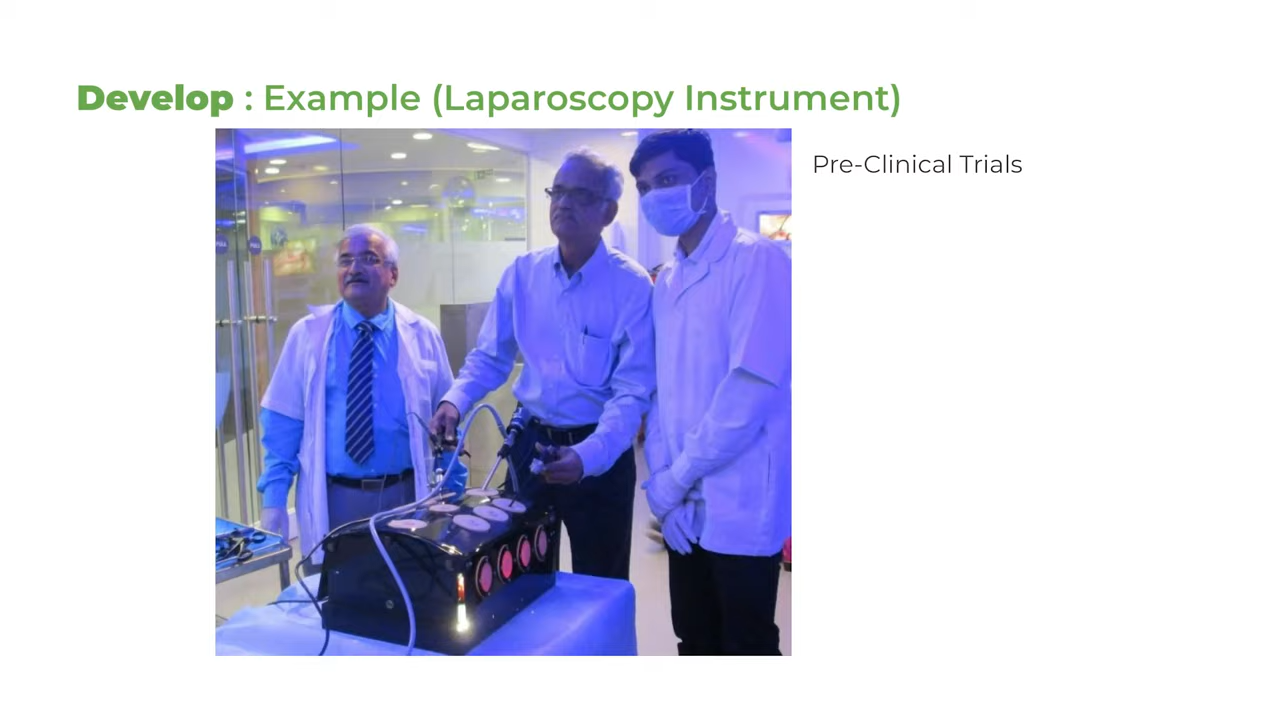 Develop : Example (Laparoscopy Instrument)
Pre-Clinical Trials